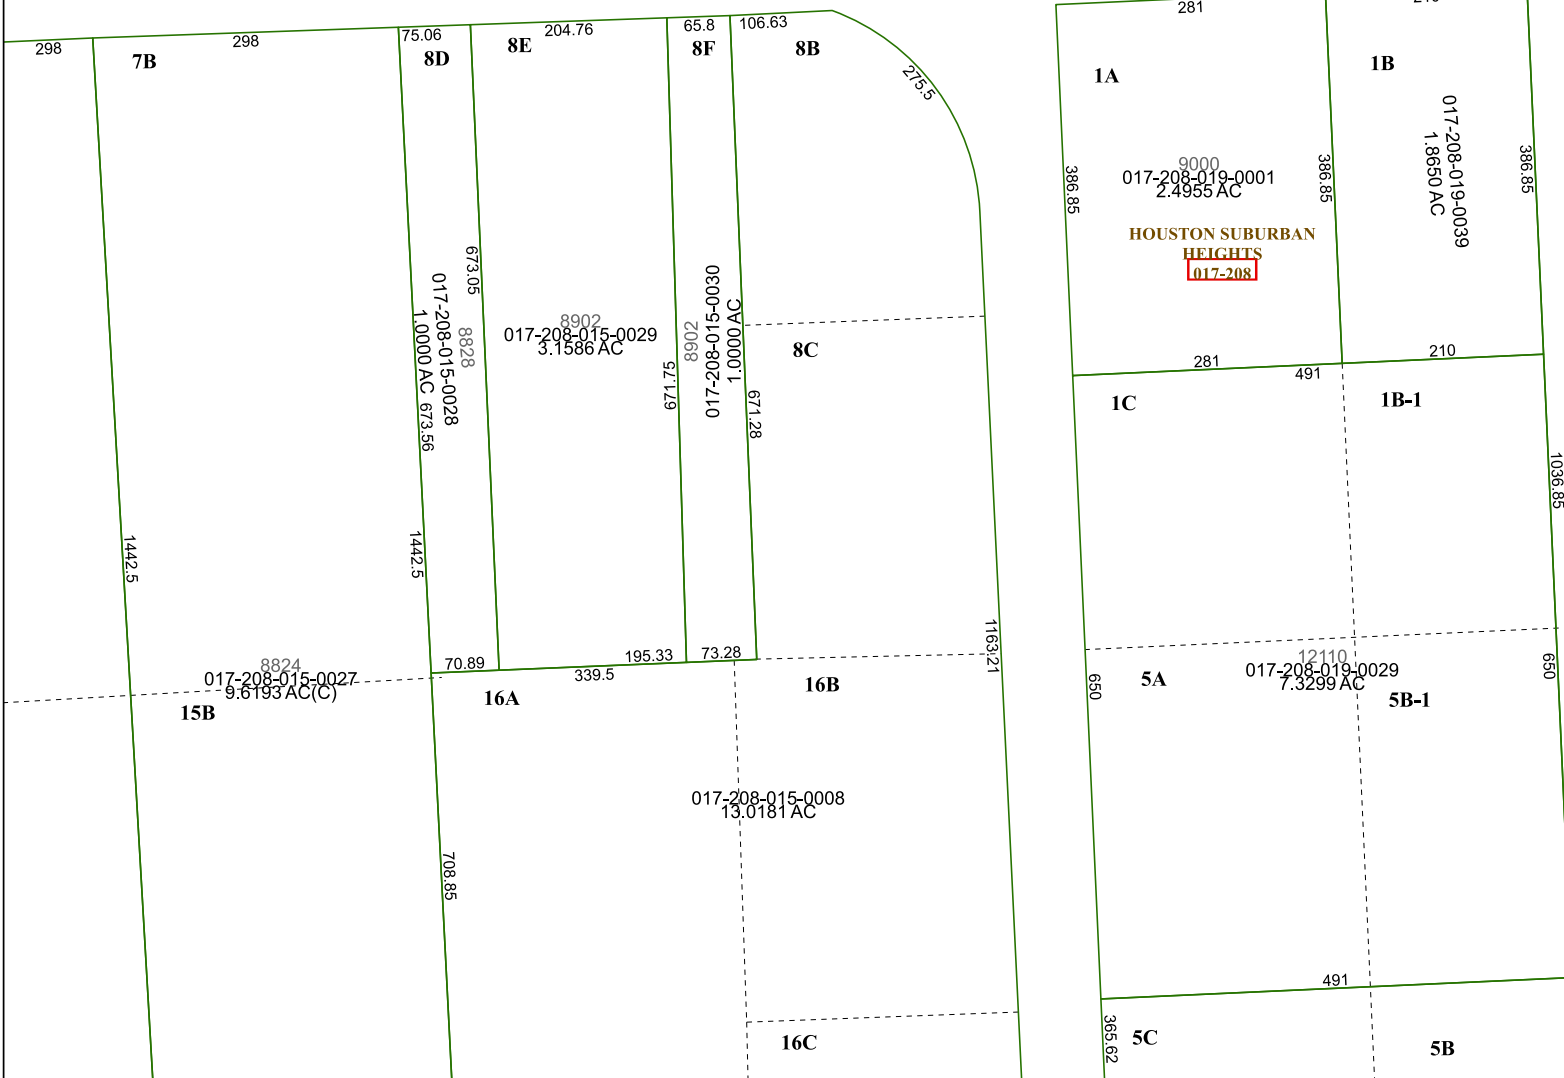 298
7B
298
75.06
8D
8E
204.76
65.8
8F
106.63
8B
275.5
281
1A
1B
386.85
9000
017-208-019-0001
2.4955 AC
386.85
017-208-019-0039
1.8650 AC
386.85
HOUSTON SUBURBAN
HEIGHTS
017-208
673.05
017-208-015-0028
1.0000 AC
8828
673.56
8902
017-208-015-0029
3.1586 AC
8902
017-208-015-0030
1.0000 AC
671.75
671.28
8C
281
491
210
1C
1B-1
1036.85
1442.5
1442.5
1163.21
8824
017-208-015-0027
9.6193 AC(C)
15B
70.89
195.33
73.28
339.5
16A
16B
650
5A
12110
017-208-019-0029
7.3299 AC
5B-1
650
017-208-015-0008
13.0181 AC
708.85
491
16C
365.62
5C
5B